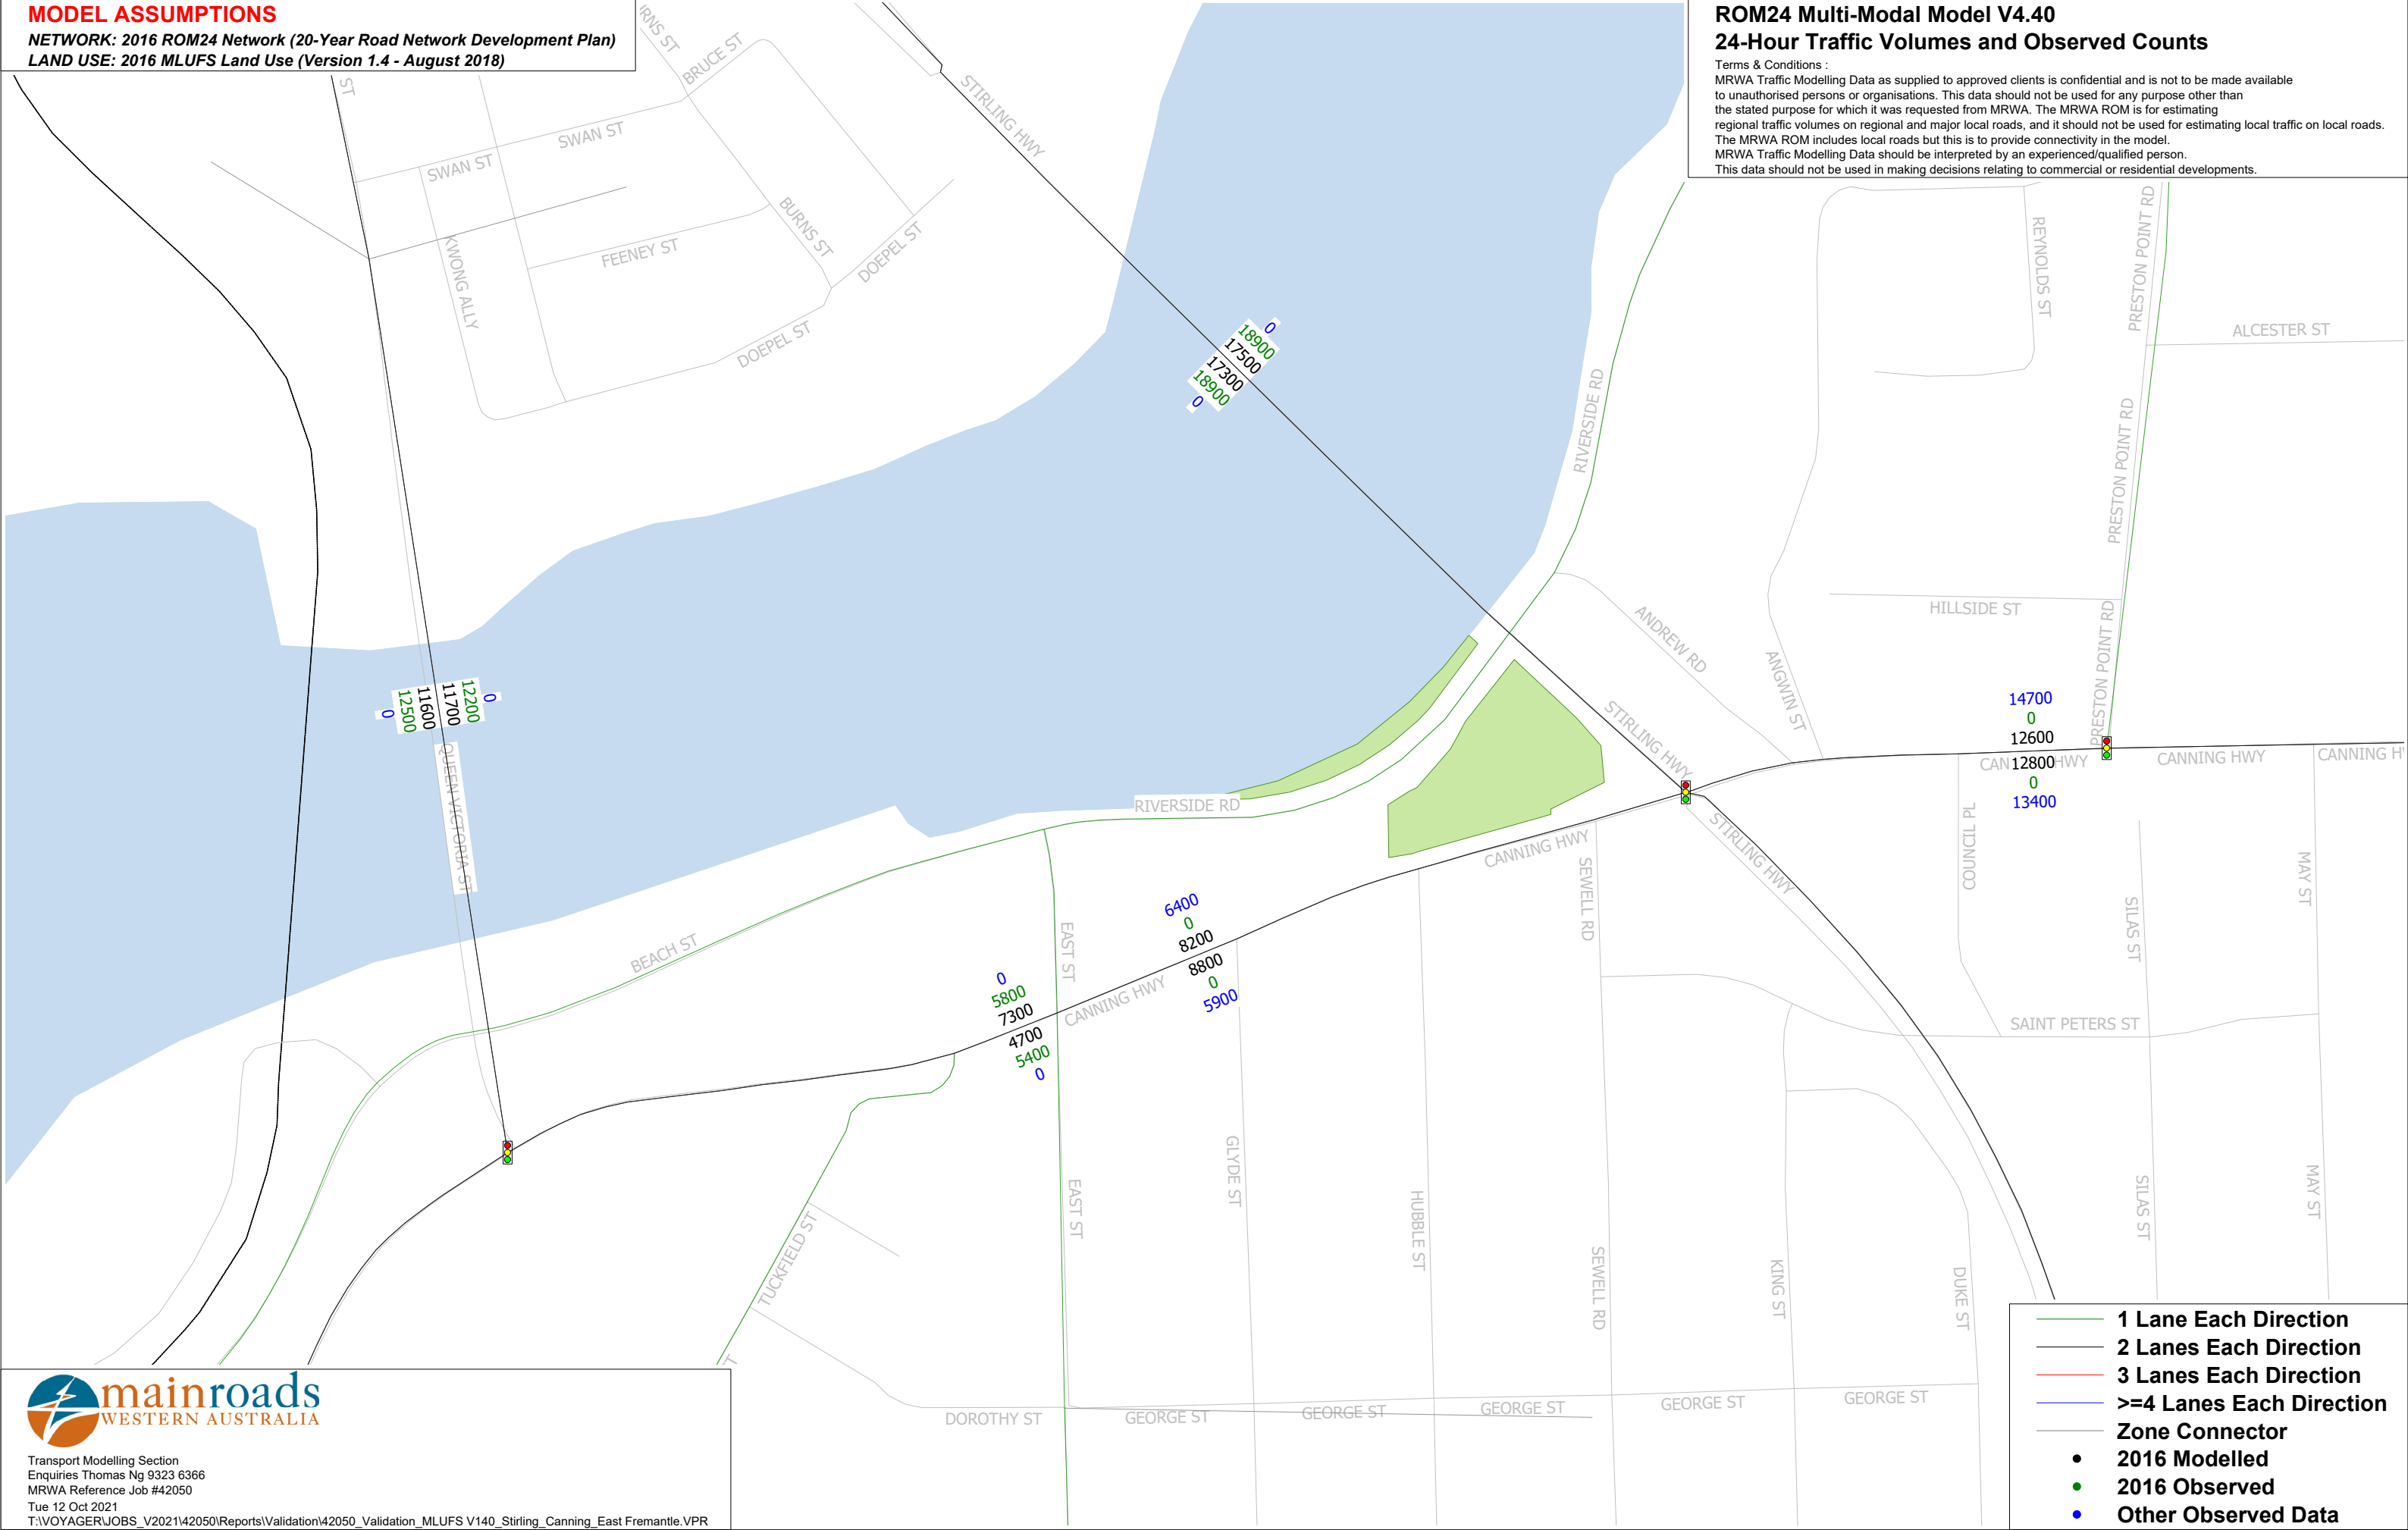 MODEL ASSUMPTIONS
NETWORK: 2016 ROM24 Network (20-Year Road Network Development Plan)
LAND USE: 2016 MLUFS Land Use (Version 1.4 - August 2018)
ROM24 Multi-Modal Model V4.40
24-Hour Traffic Volumes and Observed Counts
Terms & Conditions :
MRWA Traffic Modelling Data as supplied to approved clients is confidential and is not to be made available
to unauthorised persons or organisations. This data should not be used for any purpose other than
the stated purpose for which it was requested from MRWA. The MRWA ROM is for estimating
regional traffic volumes on regional and major local roads, and it should not be used for estimating local traffic on local roads.
The MRWA ROM includes local roads but this is to provide connectivity in the model.
MRWA Traffic Modelling Data should be interpreted by an experienced/qualified person.
This data should not be used in making decisions relating to commercial or residential developments.
ST
BRUCE ST
STIRLING HWY
SWAN ST
SWAN ST
KWONG ALLY
FEENEY ST
BURNS ST
DOEPEL ST
DOEPEL ST
REYNOLDS ST
PRESTON POINT RD
ALCESTER ST
0
18900
17500
17300
18900
0
RIVERSIDE RD
PRESTON POINT RD
HILLSIDE ST
ANDREW RD
ANGWIN ST
PRESTON POINT RD
0
12500
11600
11700
12200
0
QUEEN VICTORIA ST
STIRLING HWY
14700
0
12600
CANNING HWY
12800
0
13400
CANNING HWY
CANNING H
RIVERSIDE RD
CANNING HWY
STIRLING HWY
SEWELL RD
COUNCIL PL
MAY ST
SILAS ST
BEACH ST
EAST ST
6400
0
8200
8800
0
5900
CANNING HWY
0
5800
7300
4700
5400
0
SAINT PETERS ST
TUCKFIELD ST
EAST ST
GLYDE ST
HUBBLE ST
SEWELL RD
KING ST
DUKE ST
SILAS ST
MAY ST
DOROTHY ST
GEORGE ST
GEORGE ST
GEORGE ST
GEORGE ST
GEORGE ST
mainroads
WESTERN AUSTRALIA
Transport Modelling Section
Enquiries Thomas Ng 9323 6366
MRWA Reference Job #42050
Tue 12 Oct 2021
T:\VOYAGER\JOBS_V2021\42050\Reports\Validation\42050_Validation_MLUFS V140_Stirling_Canning_East Fremantle.VPR
1 Lane Each Direction
2 Lanes Each Direction
3 Lanes Each Direction
>=4 Lanes Each Direction
Zone Connector
2016 Modelled
2016 Observed
Other Observed Data